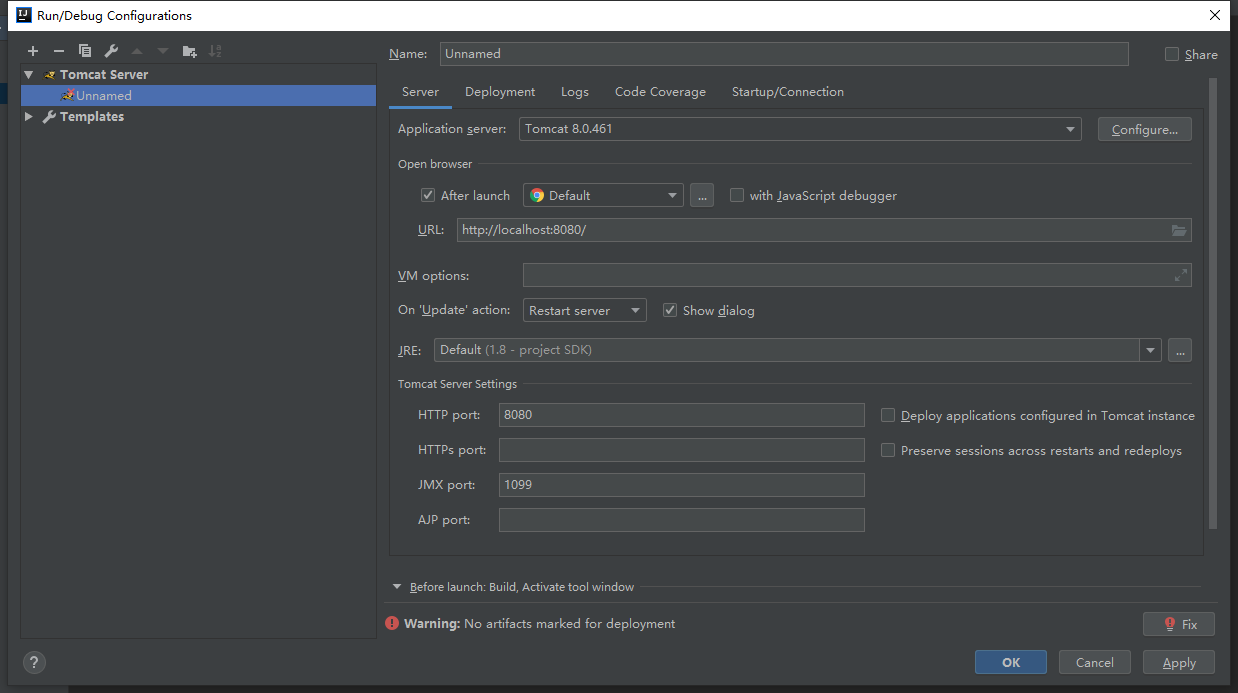 Run/Debug Configurations
Name: Unnamed
Share
Tomcat Server
Unnamed
Templates
Server Deployment Logs Code Coverage Startup/Connection
Application server: Tomcat 8.0.461 Configure...
Open browser
After launch Default ... with JavaScript debugger
URL: http://localhost:8080/
VM options:
On 'Update' action: Restart server Show dialog
JRE: Default (1.8 - project SDK) ...
Tomcat Server Settings
HTTP port: 8080 Deploy applications configured in Tomcat instance
HTTPs port: Preserve sessions across restarts and redeploys
JMX port: 1099
AJP port:
Before launch: Build, Activate tool window
Warning: No artifacts marked for deployment Fix
? OK Cancel Apply